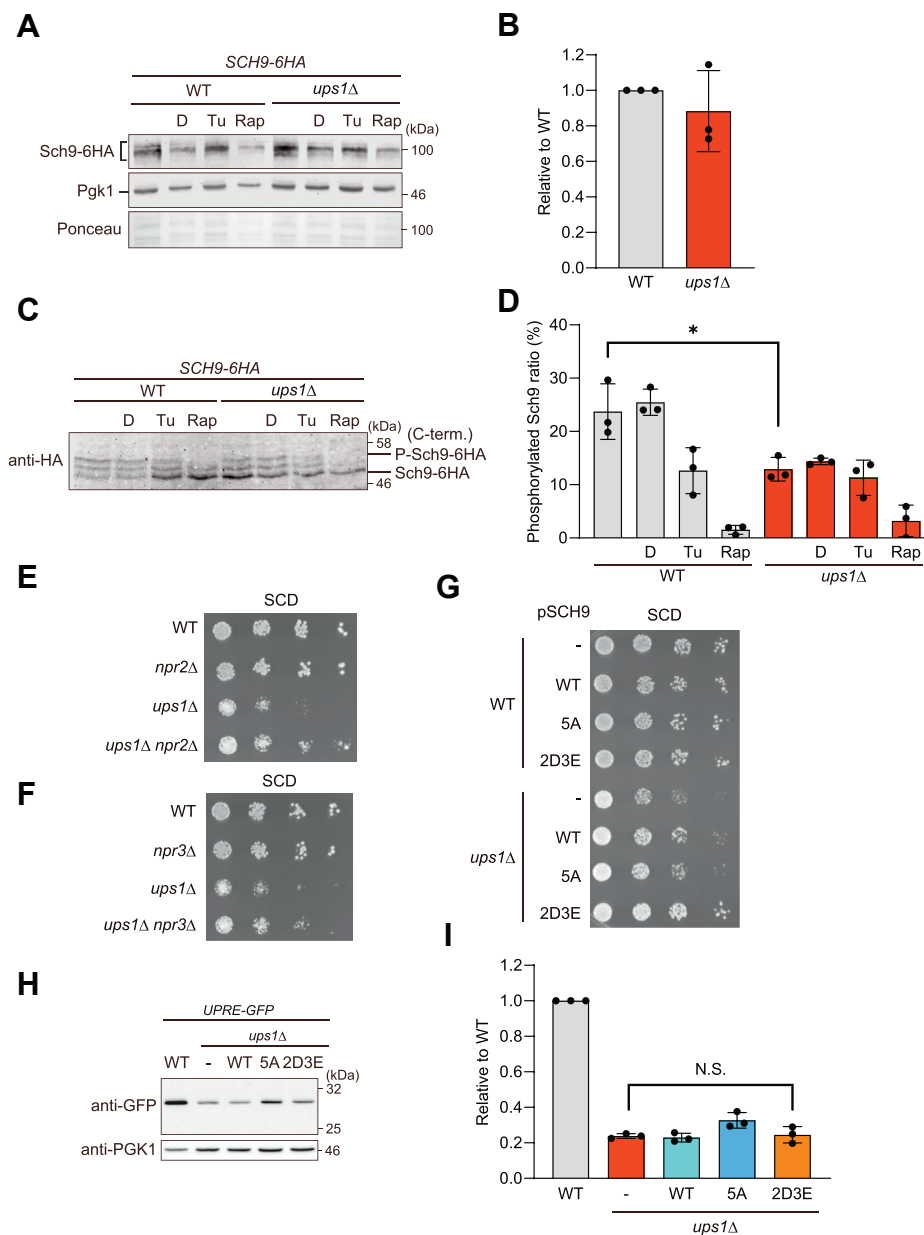 A
SCH9-6HA
WT ups1Δ
D Tu Rap D Tu Rap (kDa)
Sch9-6HA 100
Pgk1 46
Ponceau 100
B
Relative to WT
1.2
1.0
0.8
0.6
0.4
0.2
0.0
WT ups1Δ
C
SCH9-6HA
WT ups1Δ
D Tu Rap D Tu Rap (kDa)
58 (C-term.)
anti-HA P-Sch9-6HA
Sch9-6HA
46
D
Phosphorylated Sch9 ratio (%)
40
30
20
10
0
*
D Tu Rap D Tu Rap
WT ups1Δ
E
SCD
WT
npr2Δ
ups1Δ
ups1Δ npr2Δ
F
SCD
WT
npr3Δ
ups1Δ
ups1Δ npr3Δ
G
pSCH9 SCD
WT
-
WT
5A
2D3E
ups1Δ
-
WT
5A
2D3E
H
UPRE-GFP
ups1Δ
WT - WT 5A 2D3E
(kDa)
32
anti-GFP
25
anti-PGK1 46
I
Relative to WT
1.2
1.0
0.8
0.6
0.4
0.2
0.0
N.S.
WT - WT 5A 2D3E
ups1Δ